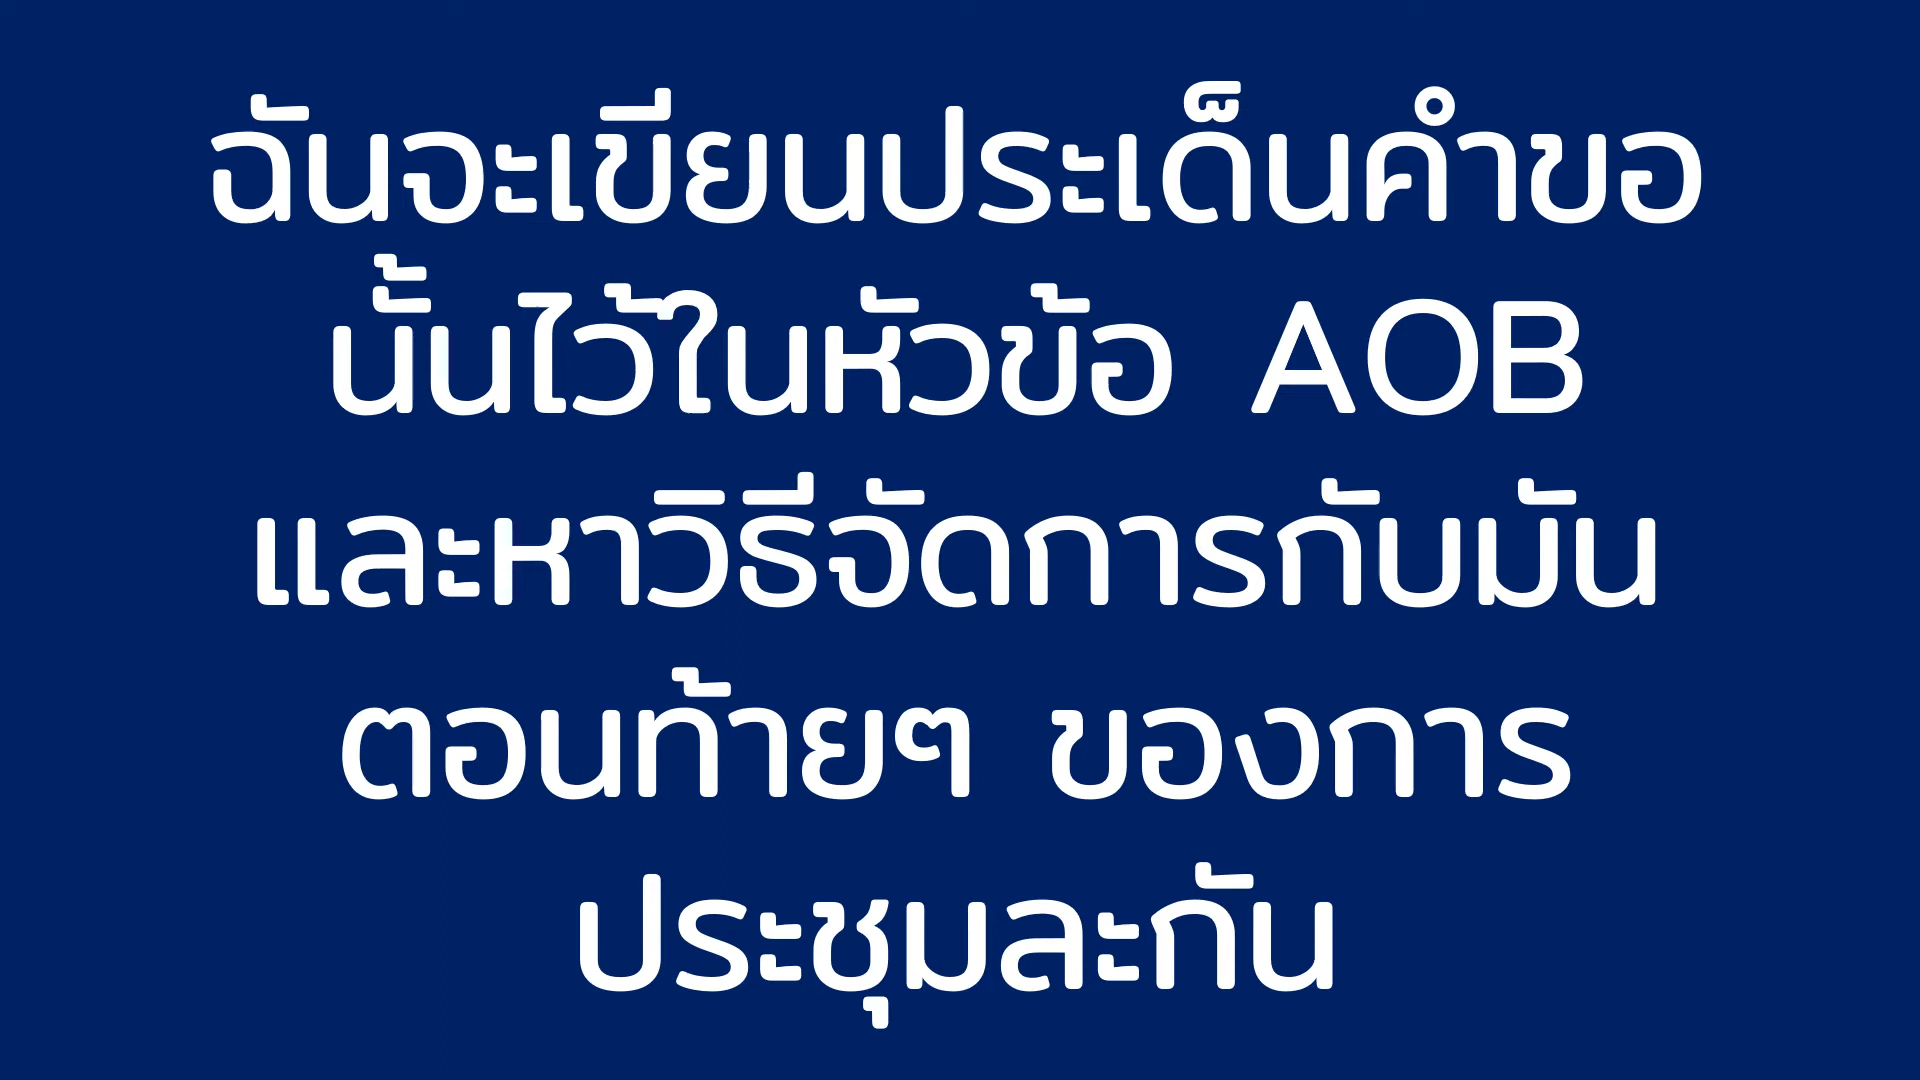 ฉันจะเขียนประเด็นคำขอ
นั้นไว้ในหัวข้อ AOB
และหาวิธีจัดการกับมัน
ตอนท้ายๆ ของการ
ประชุมละกัน